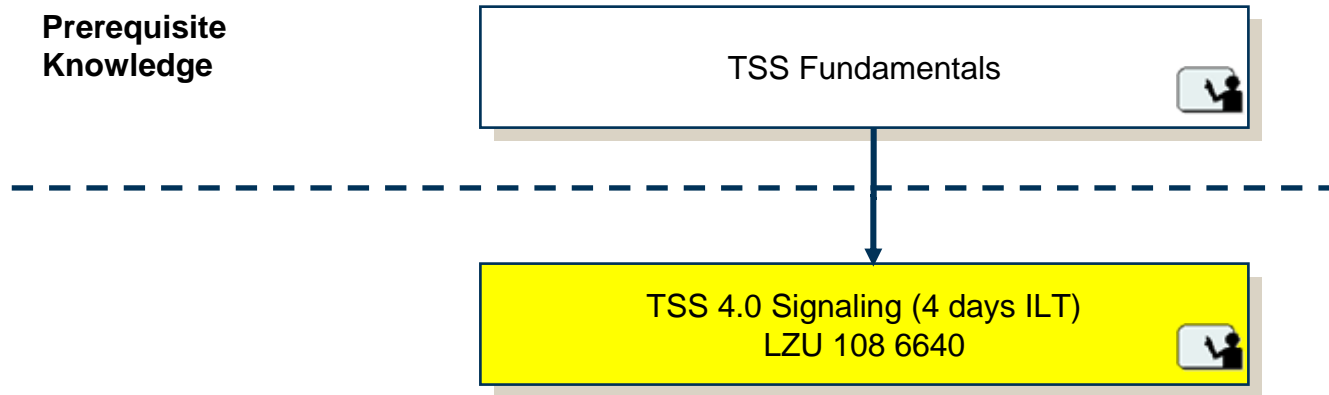 Prerequisite
Knowledge
TSS Fundamentals
TSS 4.0 Signaling (4 days ILT)
LZU 108 6640